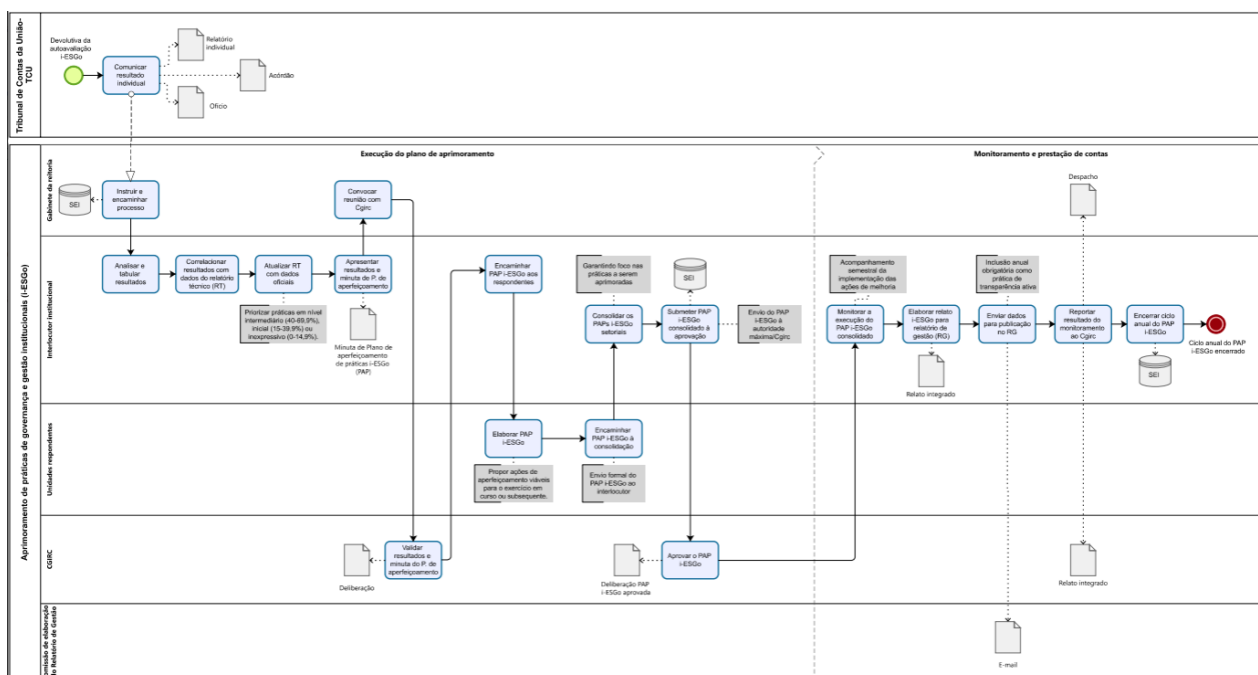 Tribunal de Contas da União-
TCU
Devolutiva da
autoavaliação
i-ESGo
Comunicar
resultado
individual
Relatório
individual
Acórdão
Ofício
Aprimoramento de práticas de governança e gestão institucionais (i-ESGo)
Execução do plano de aprimoramento
Monitoramento e prestação de contas
Gabinete da reitoria
SEI
Instruir e
encaminhar
processo
Convocar
reunião com
Cgirc
Despacho
Interlocutor institucional
Analisar e
tabular
resultados
Correlacionar
resultados com
dados do relatório
técnico (RT)
Atualizar RT
com dados
oficiais
Apresentar
resultados e
minuta de P. de
aperfeiçoamento
Priorizar práticas em nível
intermediário (40-69,9%),
inicial (15-39,9%) ou
inexpressivo (0-14,9%).
Minuta de Plano de
aperfeiçoamento
de práticas i-ESGo
(PAP)
Encaminhar
PAP i-ESGo aos
respondentes
Garantindo foco nas
práticas a serem
aprimoradas
SEI
Consolidar os
PAPs i-ESGo
setoriais
Submeter PAP
i-ESGo
consolidado à
aprovação
Envio do PAP
i-ESGo à
autoridade
máxima/Cgirc
Acompanhamento
semestral da
implementação das
ações de melhoria
Monitorar a
execução do
PAP i-ESGo
consolidado
Elaborar relato
i-ESGo para
relatório de
gestão (RG)
Relato integrado
Inclusão anual
obrigatória como
prática de
transparência ativa
Enviar dados
para publicação
no RG
Reportar
resultado do
monitoramento
ao Cgirc
Encerrar ciclo
anual do PAP
i-ESGo
SEI
Ciclo anual do PAP
i-ESGo encerrado
Unidades respondentes
Elaborar PAP
i-ESGo
Encaminhar
PAP i-ESGo à
consolidação
Propor ações de
aperfeiçoamento viáveis
para o exercício em
curso ou subsequente.
Envio formal do
PAP i-ESGo ao
interlocutor
CGIRC
Deliberação
Validar
resultados e
minuta do P. de
aperfeiçoamento
Deliberação PAP
i-ESGo aprovada
Aprovar o PAP
i-ESGo
Relato integrado
omissão de elaboração
do Relatório de Gestão
E-mail